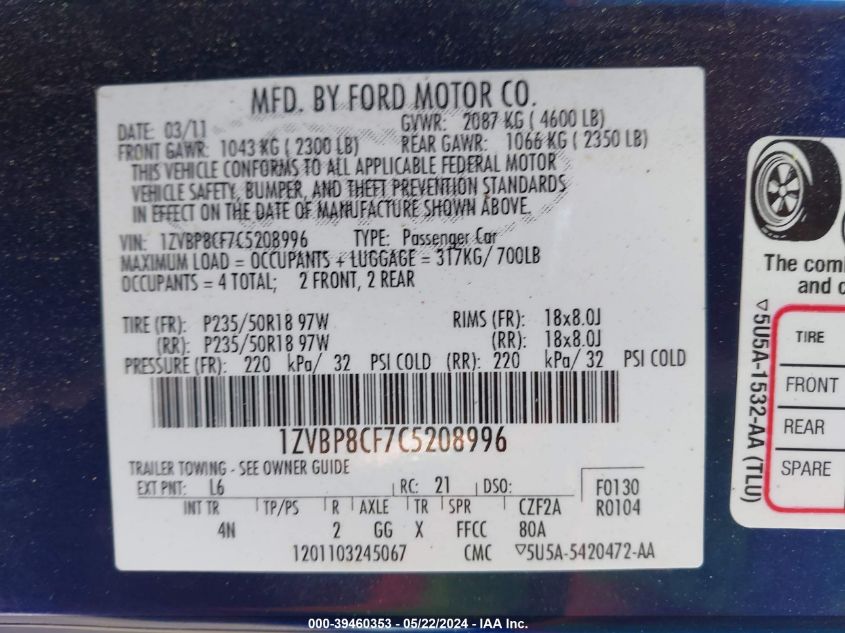 MFD. BY FORD MOTOR CO.
DATE: 03/11 GVWR: 2087 KG ( 4600 LB)
FRONT GAWR: 1043 KG ( 2300 LB) REAR GAWR: 1066 KG ( 2350 LB)
THIS VEHICLE CONFORMS TO ALL APPLICABLE FEDERAL MOTOR
VEHICLE SAFETY, BUMPER, AND THEFT PREVENTION STANDARDS
IN EFFECT ON THE DATE OF MANUFACTURE SHOWN ABOVE.
VIN: 1ZVBP8CF7C5208996 TYPE: Passenger Car
MAXIMUM LOAD = OCCUPANTS + LUGGAGE = 317KG/ 700LB
OCCUPANTS = 4 TOTAL; 2 FRONT, 2 REAR
TIRE (FR): P235/50R18 97W RIMS (FR): 18x8.0J
(RR): P235/50R18 97W (RR): 18x8.0J
PRESSURE (FR): 220 kPa/ 32 PSI COLD (RR): 220 kPa/ 32 PSI COLD
1ZVBP8CF7C5208996
TRAILER TOWING - SEE OWNER GUIDE
EXT PNT: L6 RC: 21 DSO: F0130
INT TR TP/PS R AXLE TR SPR CZF2A R0104
4N 2 GG X FFCC 80A
1201103245067 CMC ▽5U5A-5420472-AA
The comb
and c
TIRE
FRONT
REAR
SPARE
▽5U5A-1532-AA (TLU)
000-39460353 - 05/22/2024 - IAA Inc.